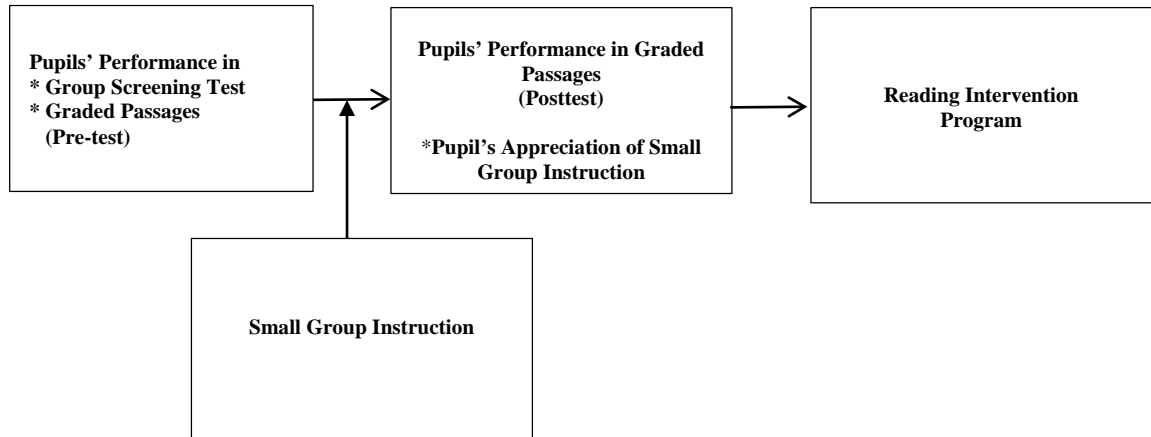 Pupils’ Performance in
* Group Screening Test
* Graded Passages
(Pre-test)
Pupils’ Performance in Graded
Passages
(Posttest)
*Pupil’s Appreciation of Small
Group Instruction
Reading Intervention
Program
Small Group Instruction